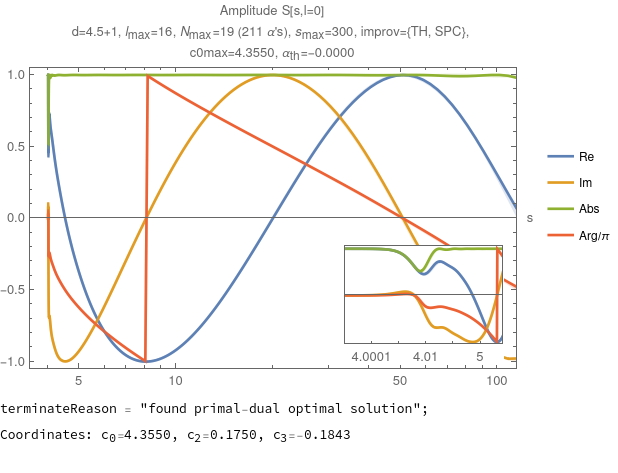 Amplitude S[s,l=0]
d=4.5+1, lmax=16, Nmax=19 (211 α's), smax=300, improv={TH, SPC},
c0max=4.3550, αth=-0.0000
1.0
0.5
0.0
-0.5
-1.0
s
Re
Im
Abs
Arg/π
4.0001 4.01 5
5 10 50 100
terminateReason = "found primal-dual optimal solution";
Coordinates: c0=4.3550, c2=0.1750, c3=-0.1843